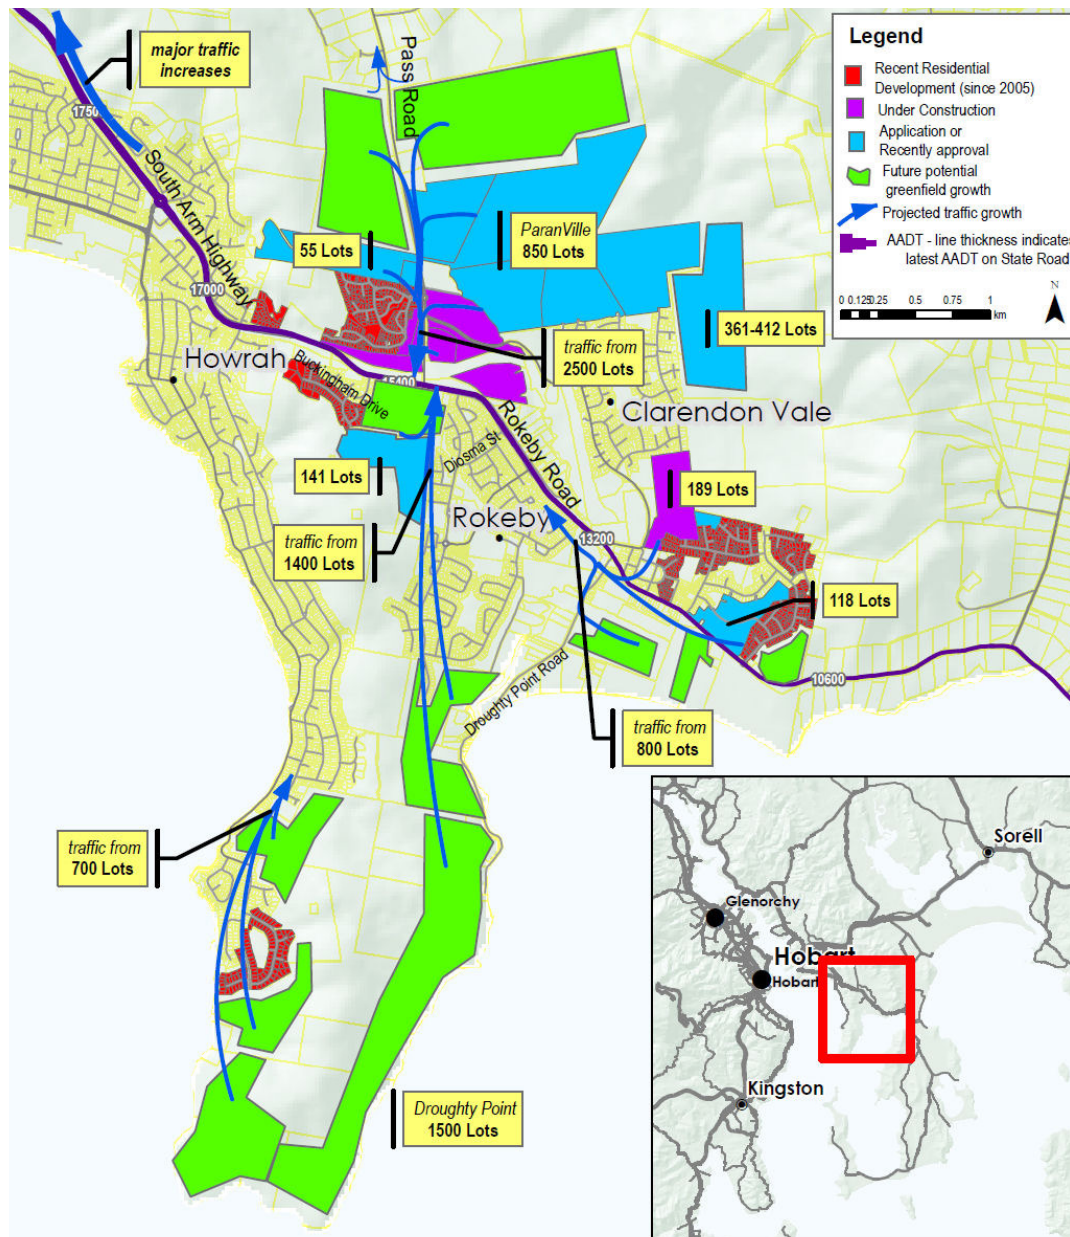 major traffic
increases
Pass Road
1750
South Arm Highway
17000
55 Lots
ParanVille
850 Lots
361-412 Lots
traffic from
2500 Lots
Howrah
Buckingham Drive
15400
Clarendon Vale
Rokeby Road
Diosma St
141 Lots
Rokeby
189 Lots
traffic from
1400 Lots
13200
118 Lots
Droughty Point Road
10600
traffic from
800 Lots
traffic from
700 Lots
Droughty Point
1500 Lots
Legend
Recent Residential
Development (since 2005)
Under Construction
Application or
Recently approval
Future potential
greenfield growth
Projected traffic growth
AADT - line thickness indicates
latest AADT on State Road
0 0.125 0.25 0.5 0.75 1
km
N
Sorell
Glenorchy
Hobart
Hobart
Kingston